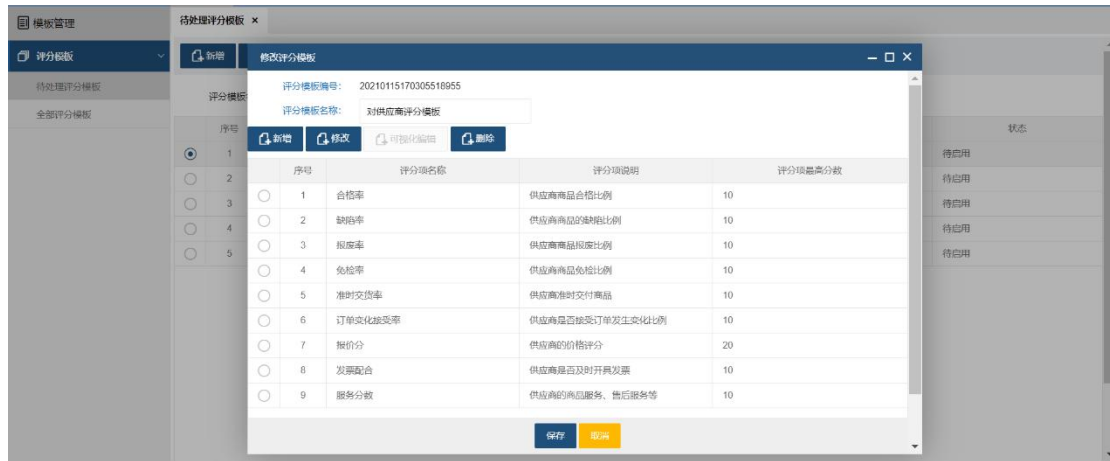 模板管理
待处理评分模板 ×
评分模板
新增
修改评分模板
待处理评分模板
全部评分模板
评分模板
评分模板编号: 20210115170305518955
评分模板名称: 对供应商评分模板
新增 修改 可视化编辑 删除
序号 状态
序号 评分项名称 评分项说明 评分项最高分数
1 待启用
2 待启用
3 待启用
4 待启用
5 待启用
1 合格率 供应商商品合格比例 10
2 缺陷率 供应商商品的缺陷比例 10
3 报废率 供应商商品报废比例 10
4 免检率 供应商商品免检比例 10
5 准时交货率 供应商准时交付商品 10
6 订单变化接受率 供应商是否接受订单发生变化比例 10
7 报价分 供应商的价格评分 20
8 发票配合 供应商是否及时开具发票 10
9 服务分数 供应商的商品服务、售后服务等 10
保存 取消